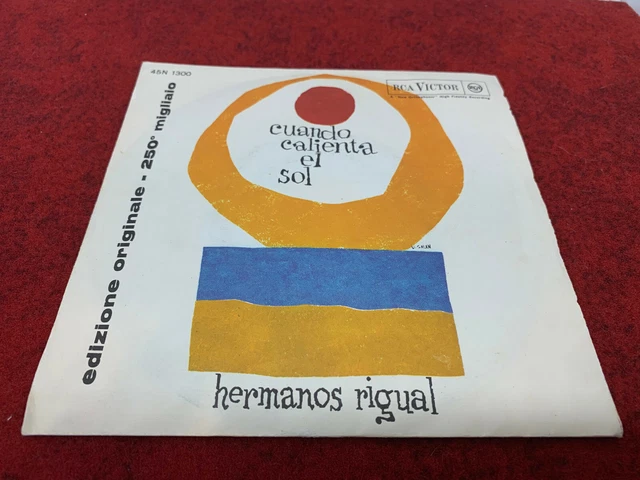 45N 1300
RCA VICTOR
edizione originale - 250° migliaio
cuando
calienta
el
sol
hermanos rigual